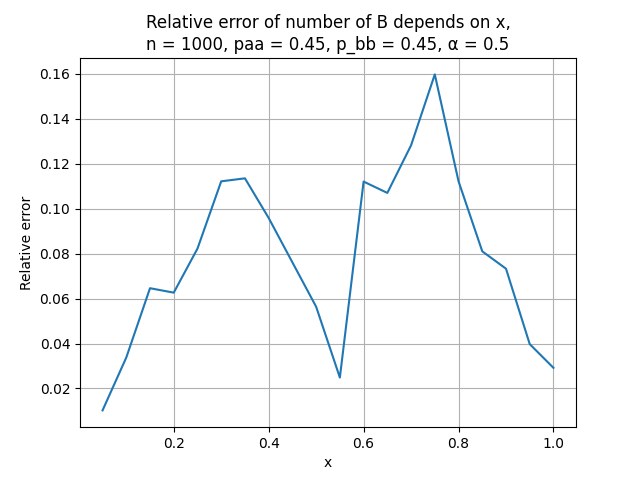 Relative error of number of B depends on x,
n = 1000, paa = 0.45, p_bb = 0.45, α = 0.5
0.16
0.14
0.12
0.10
0.08
0.06
0.04
0.02
Relative error
0.2 0.4 0.6 0.8 1.0
x